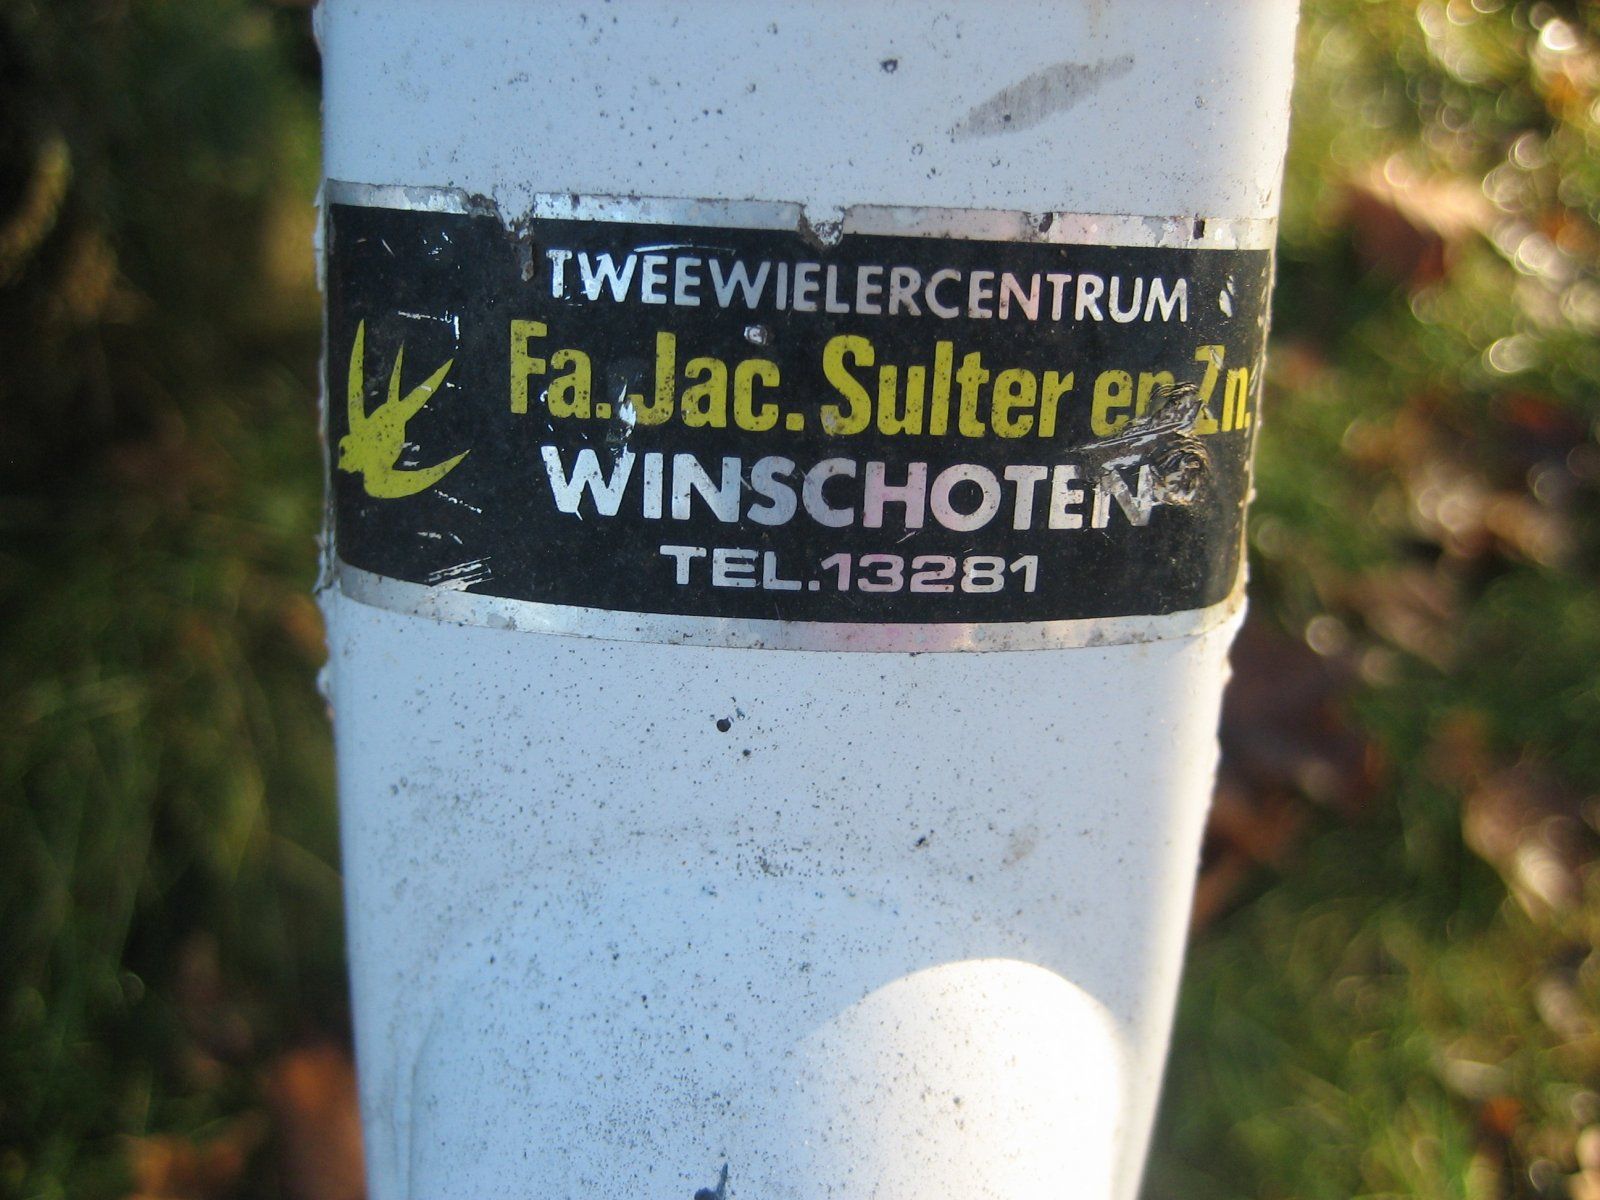 TWEEWIELERCENTRUM
Fa. Jac. Sulter en Zn.
WINSCHOTEN
TEL.13281